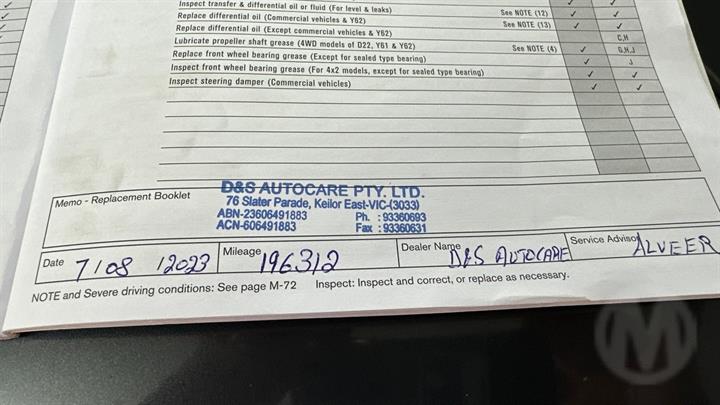 Inspect transfer & differential oil or fluid (For level & leaks)
Replace differential oil (Commercial vehicles & Y62) See NOTE (12) ✓ ✓
Replace differential oil (Except commercial vehicles & Y62) See NOTE (13) ✓ ✓
Lubricate propeller shaft grease (4WD models of D22, Y61 & Y62) C,H
Replace front wheel bearing grease (Except for sealed type bearing) See NOTE (4) ✓ G,H,J
Inspect front wheel bearing grease (For 4x2 models, except for sealed type bearing) ✓ J
Inspect steering damper (Commercial vehicles) ✓ ✓
✓ ✓
Memo - Replacement Booklet
D&S AUTOCARE PTY. LTD.
76 Slater Parade, Keilor East-VIC-(3033)
ABN-23606491883 Ph. : 93360693
ACN-606491883 Fax : 93360631
Date 7/08/2023 Mileage 196312 Dealer Name D&S AUTOCARE Service Advisor ALVEER
NOTE and Severe driving conditions: See page M-72 Inspect: Inspect and correct, or replace as necessary.
M